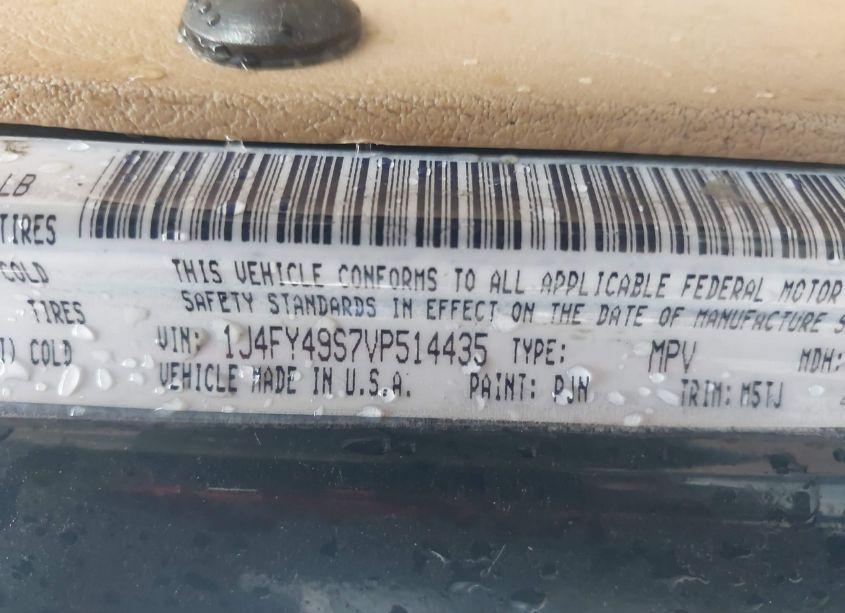 LB
TIRES
COLD
TIRES
COLD
THIS VEHICLE CONFORMS TO ALL APPLICABLE FEDERAL MOTOR
SAFETY STANDARDS IN EFFECT ON THE DATE OF MANUFACTURE S
VIN: 1J4FY49S7VP514435 TYPE: MPV MDH:
VEHICLE MADE IN U.S.A. PAINT: PJN TRIM: M5TJ